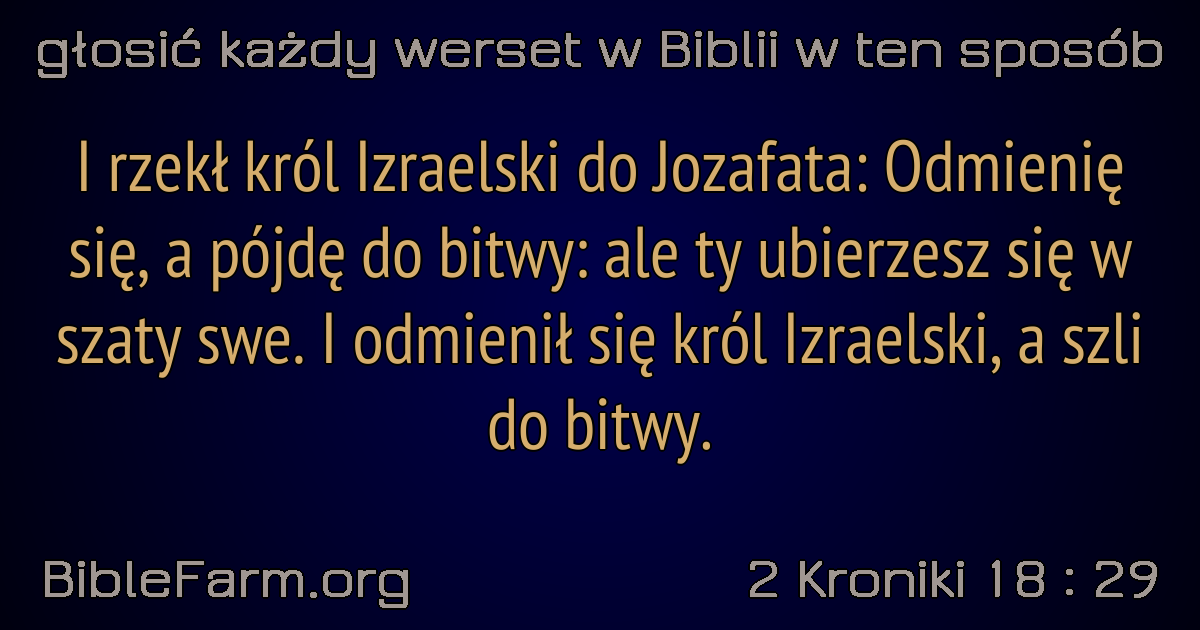 głosić każdy werset w Biblii w ten sposób
I rzekł król Izraelski do Jozafata: Odmienię
się, a pójdę do bitwy: ale ty ubierzesz się w
szaty swe. I odmienił się król Izraelski, a szli
do bitwy.
BibleFarm.org
2 Kroniki 18 : 29